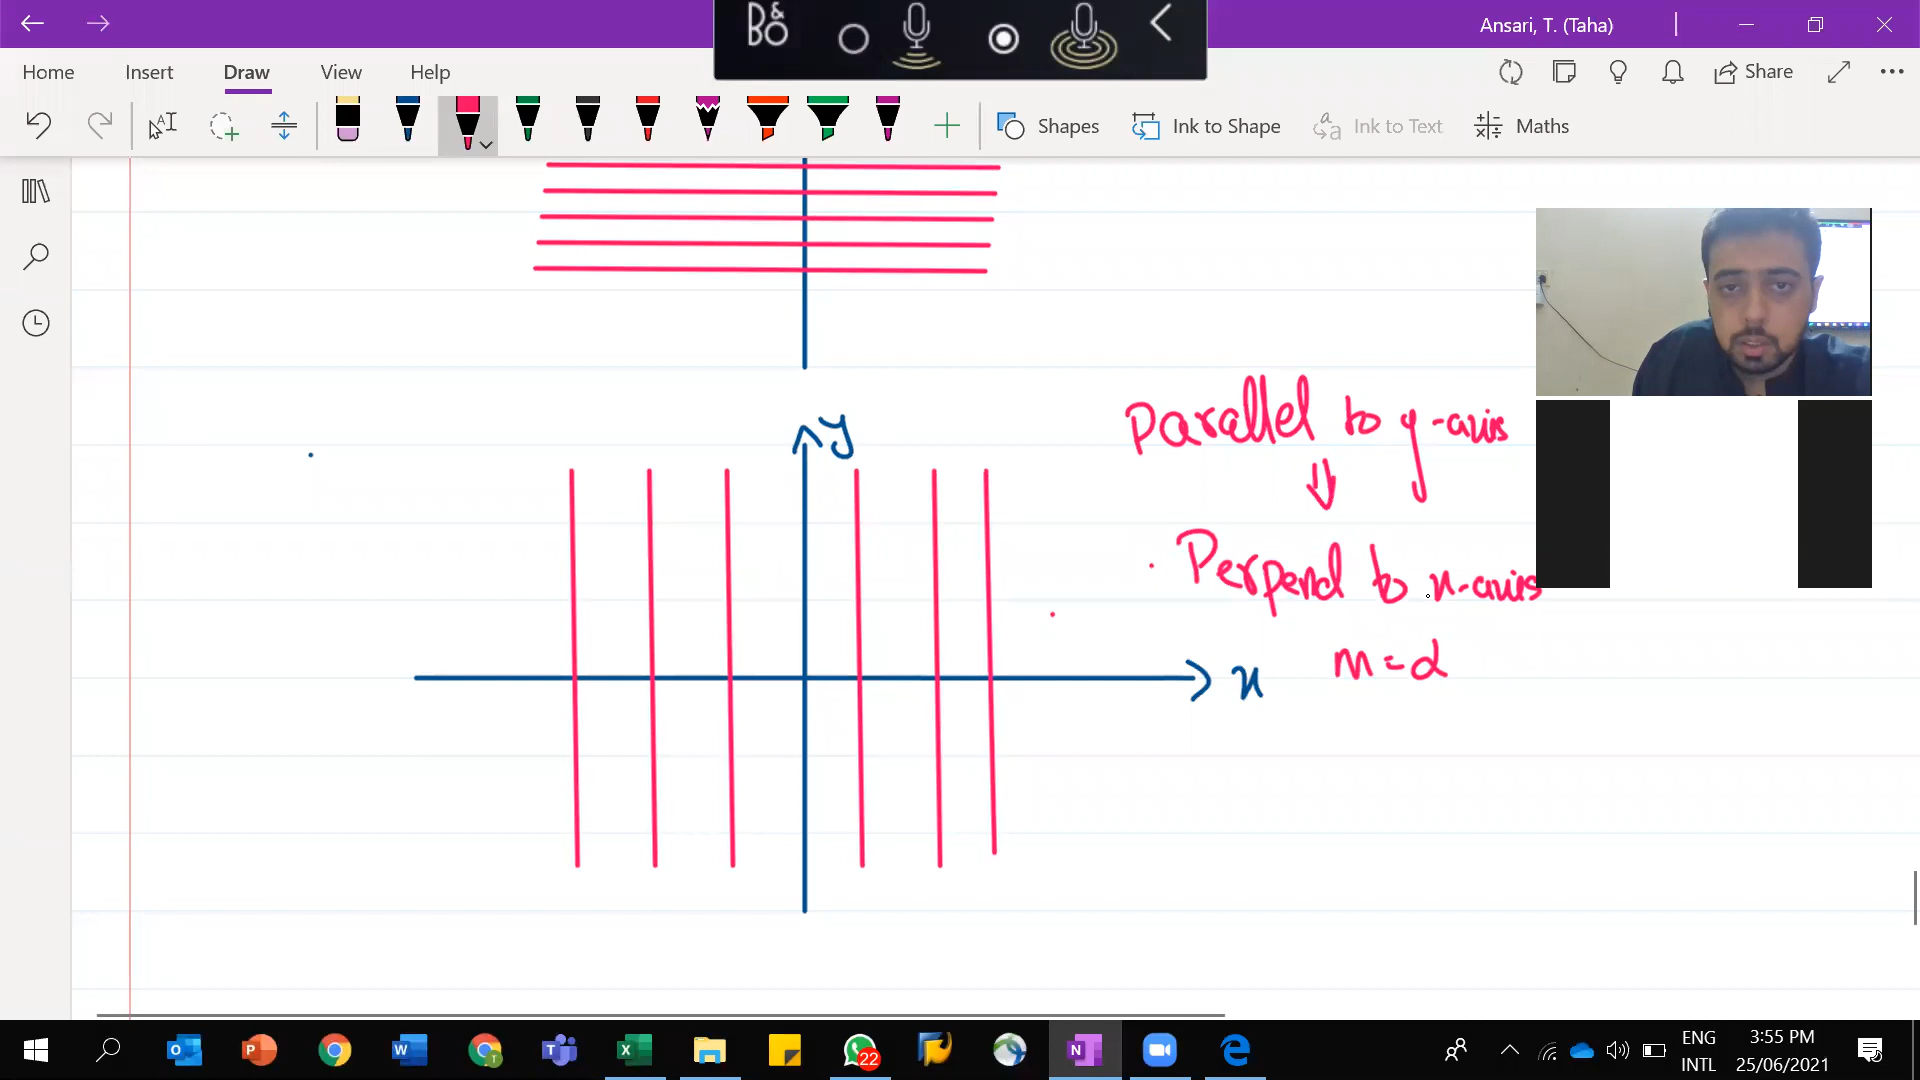 B&O
Ansari, T. (Taha)
Home Insert Draw View Help
Share
Shapes Ink to Shape Ink to Text Maths
y
Parallel to y-axis
Perpend to x-axis
x
m = α
22
ENG 3:55 PM
INTL 25/06/2021